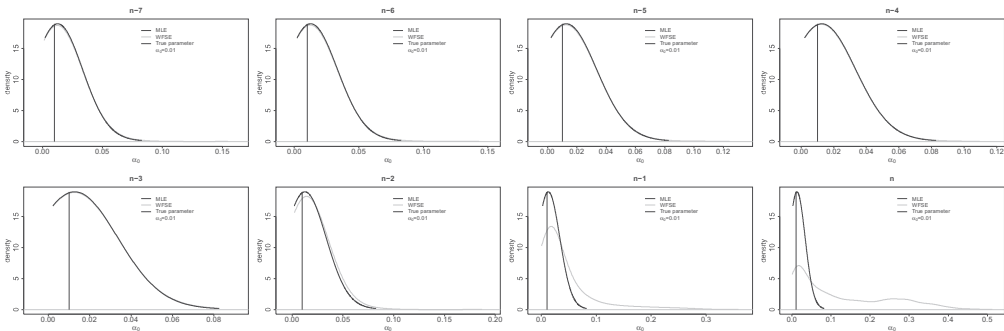 n−7
density
0 5 10 15
MLE
WFSE
True parameter
α0=0.01
0.00 0.05 0.10 0.15
α0
n−6
density
0 5 10 15
MLE
WFSE
True parameter
α0=0.01
0.00 0.05 0.10 0.15
α0
n−5
density
0 5 10 15
MLE
WFSE
True parameter
α0=0.01
0.00 0.02 0.04 0.06 0.08 0.10 0.12
α0
n−4
density
0 5 10 15
MLE
WFSE
True parameter
α0=0.01
0.00 0.02 0.04 0.06 0.08 0.10 0.12
α0
n−3
density
0 5 10 15
MLE
WFSE
True parameter
α0=0.01
0.00 0.02 0.04 0.06 0.08
α0
n−2
density
0 5 10 15
MLE
WFSE
True parameter
α0=0.01
0.00 0.05 0.10 0.15 0.20
α0
n−1
density
0 5 10 15
MLE
WFSE
True parameter
α0=0.01
0.0 0.1 0.2 0.3
α0
n
density
0 5 10 15
MLE
WFSE
True parameter
α0=0.01
0.0 0.1 0.2 0.3 0.4 0.5
α0